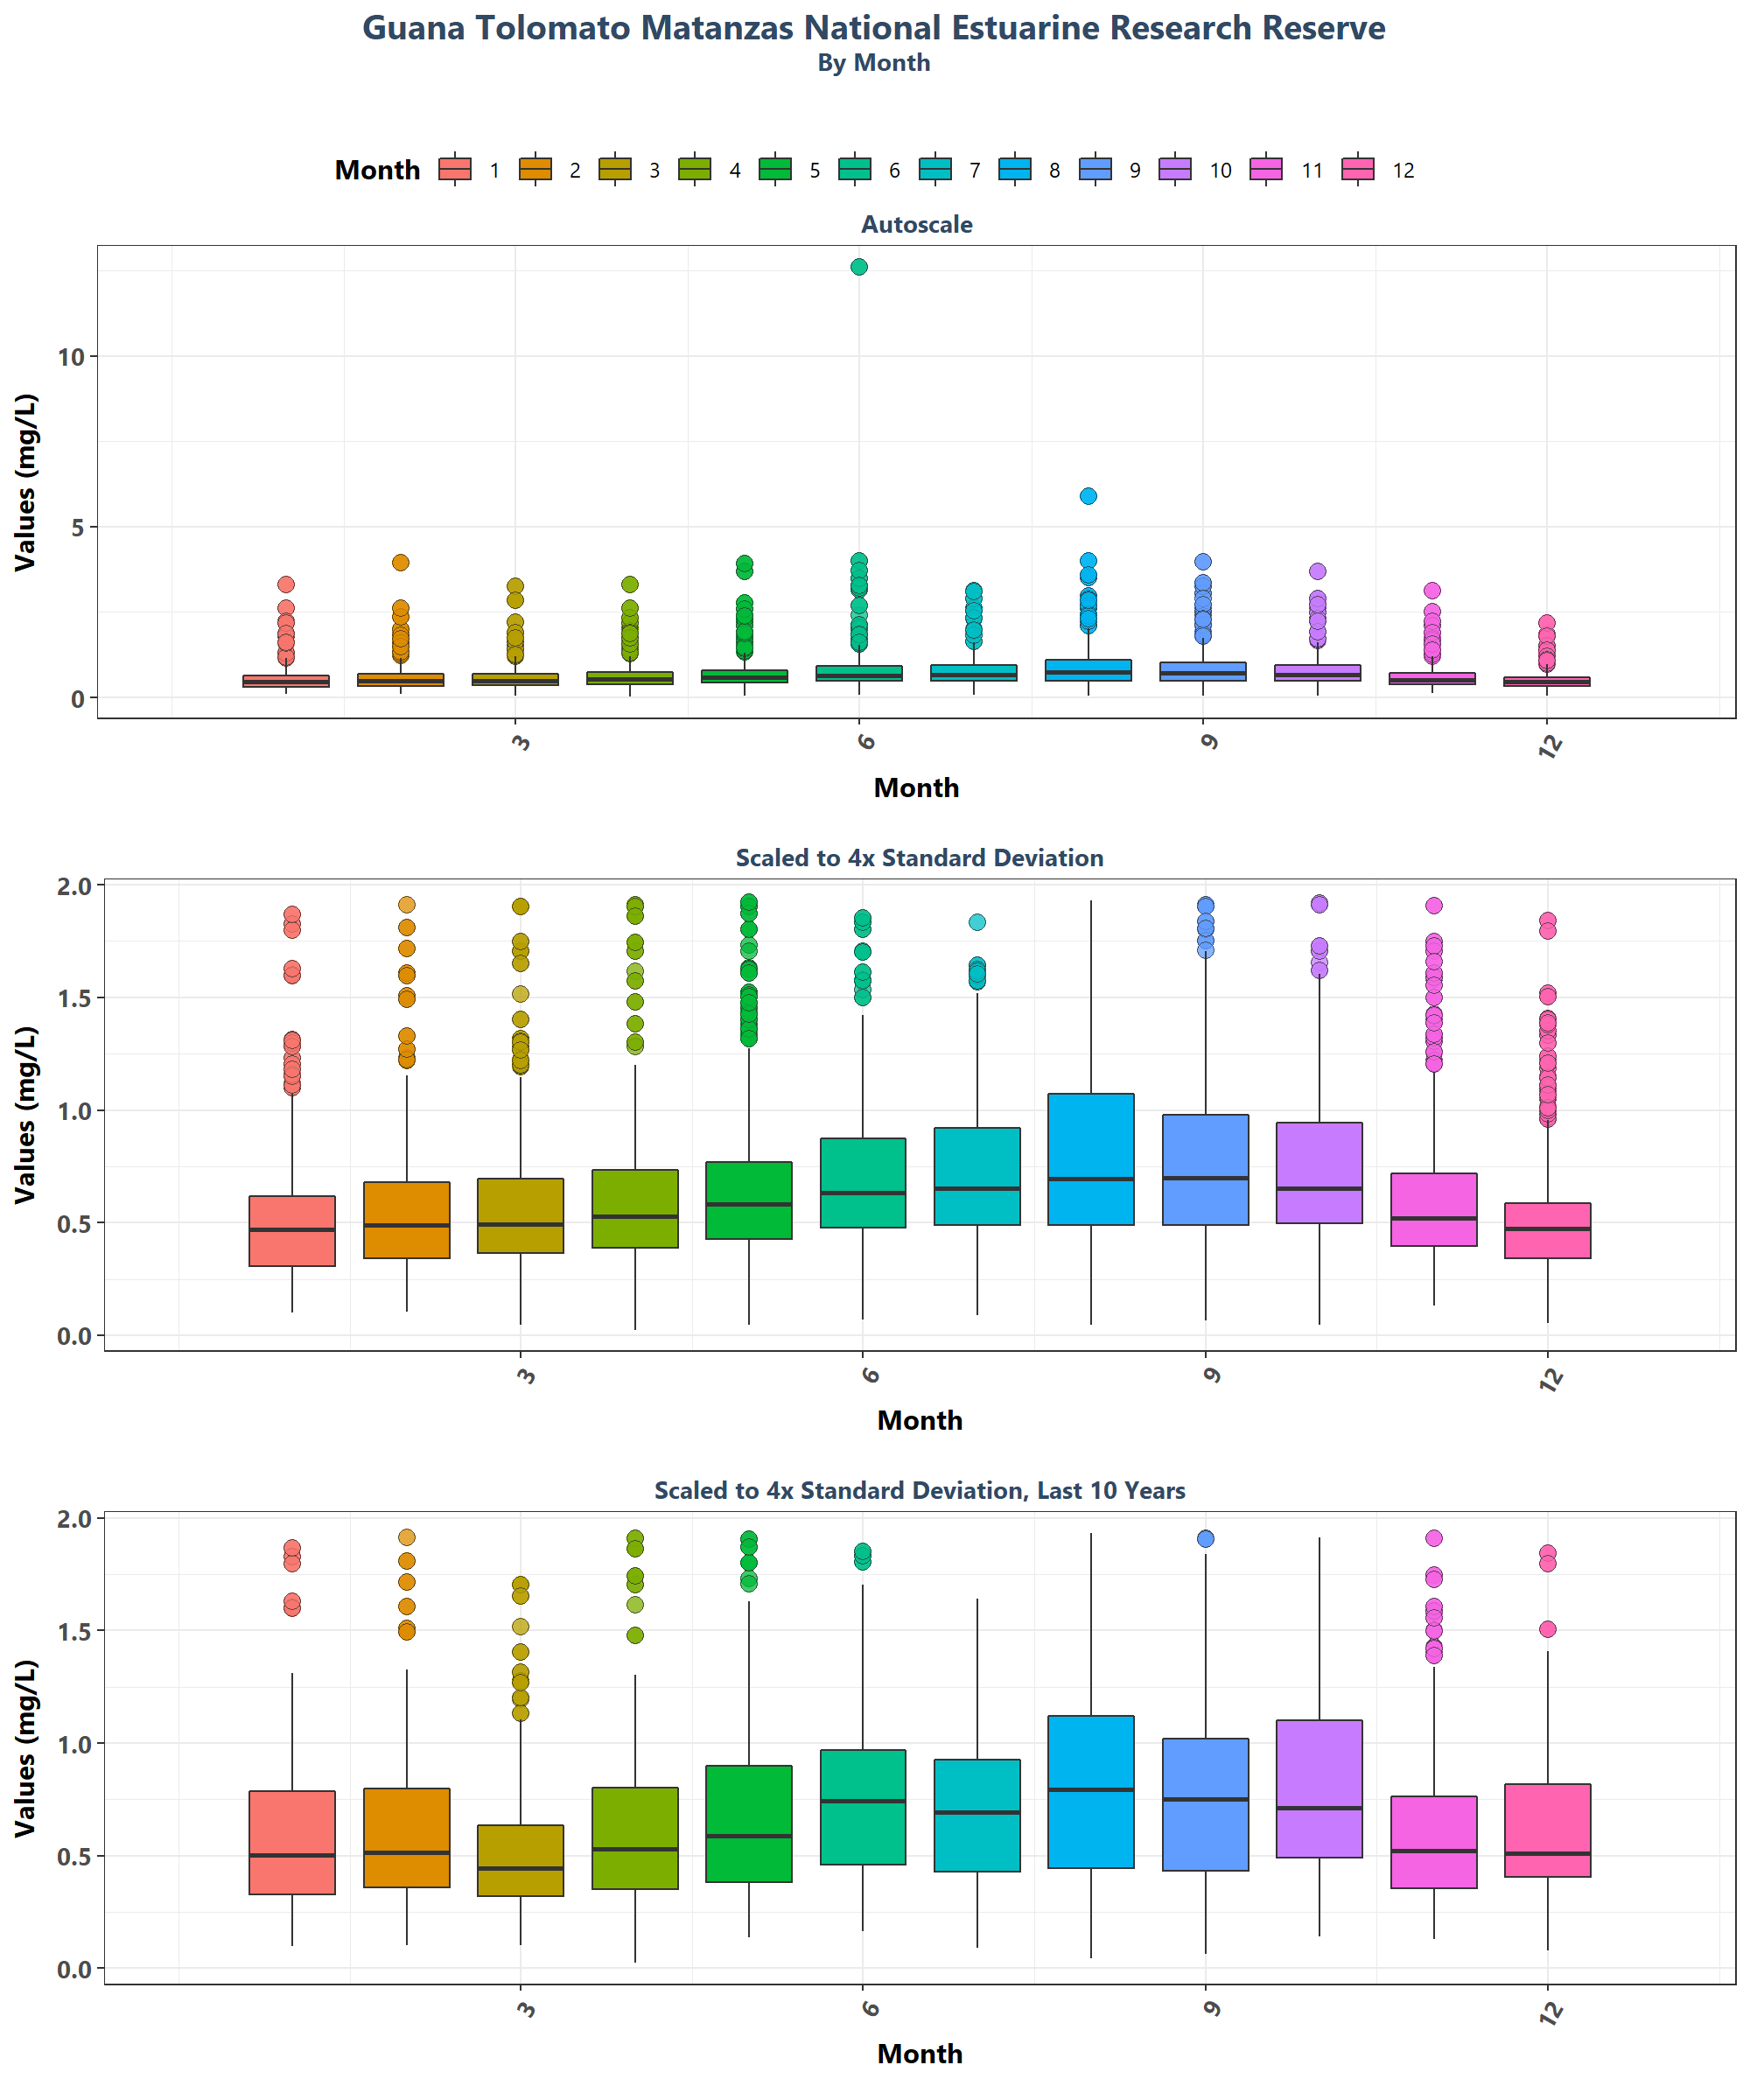 Guana Tolomato Matanzas National Estuarine Research Reserve
By Month
Month 1 2 3 4 5 6 7 8 9 10 11 12
Autoscale
Values (mg/L)
10
5
0
3 6 9 12
Month
Scaled to 4x Standard Deviation
Values (mg/L)
2.0
1.5
1.0
0.5
0.0
3 6 9 12
Month
Scaled to 4x Standard Deviation, Last 10 Years
Values (mg/L)
2.0
1.5
1.0
0.5
0.0
3 6 9 12
Month